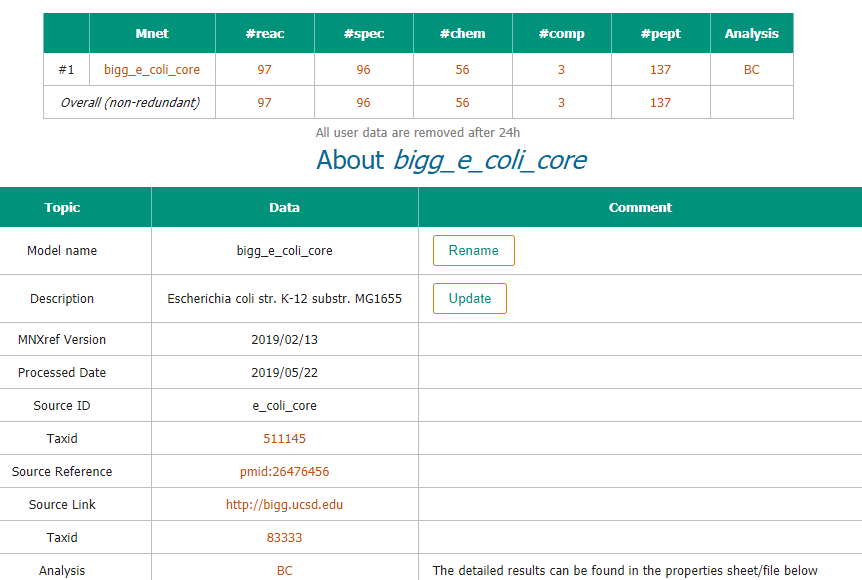 Mnet #reac #spec #chem #comp #pept Analysis
#1 bigg_e_coli_core 97 96 56 3 137 BC
Overall (non-redundant) 97 96 56 3 137
All user data are removed after 24h
About bigg_e_coli_core
Topic Data Comment
Model name bigg_e_coli_core Rename
Description Escherichia coli str. K-12 substr. MG1655 Update
MNXref Version 2019/02/13
Processed Date 2019/05/22
Source ID e_coli_core
Taxid 511145
Source Reference pmid:26476456
Source Link http://bigg.ucsd.edu
Taxid 83333
Analysis BC The detailed results can be found in the properties sheet/file below